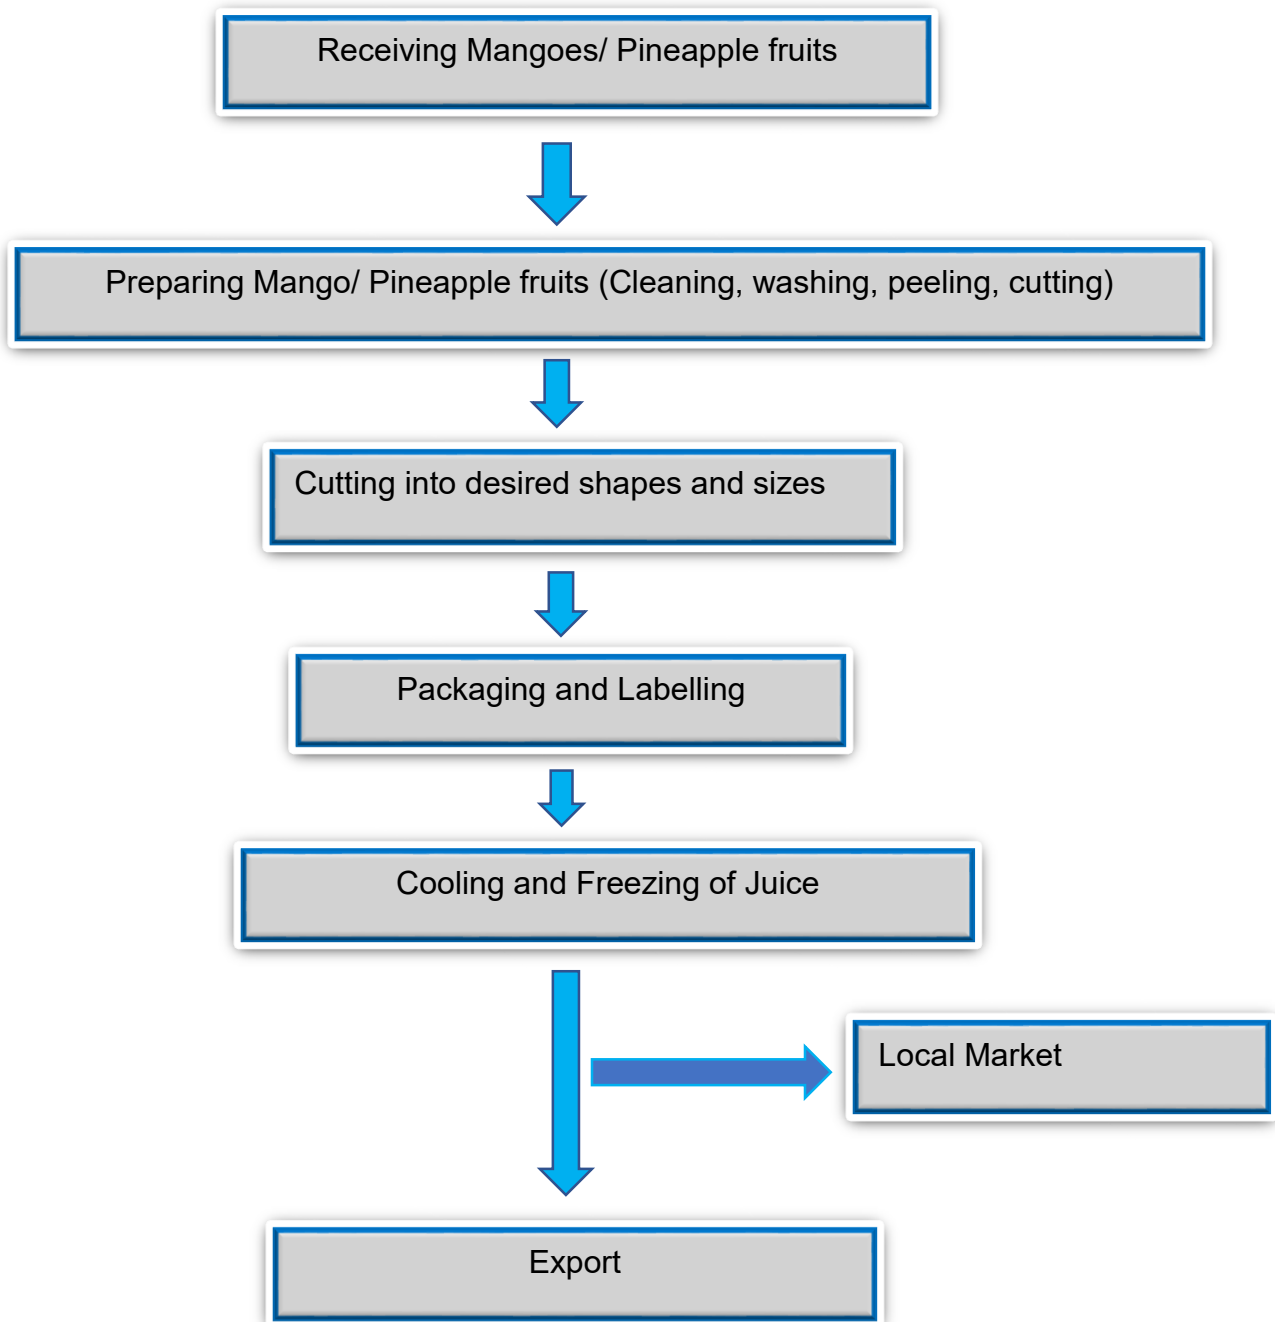 Receiving Mangoes/ Pineapple fruits
Preparing Mango/ Pineapple fruits (Cleaning, washing, peeling, cutting)
Cutting into desired shapes and sizes
Packaging and Labelling
Cooling and Freezing of Juice
Local Market
Export